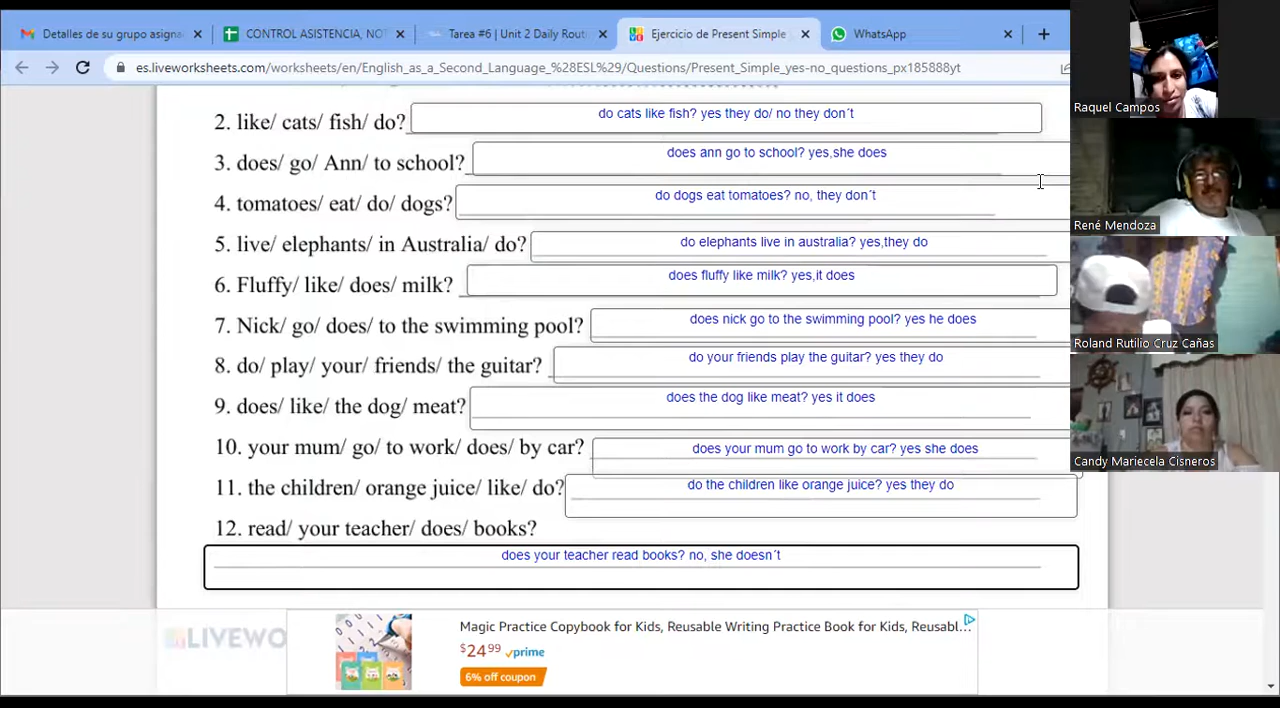 Detalles de su grupo asigna
CONTROL ASISTENCIA, NOT
Tarea #6 | Unit 2 Daily Rout
Ejercicio de Present Simple
WhatsApp
es.liveworksheets.com/worksheets/en/English_as_a_Second_Language_%28ESL%29/Questions/Present_Simple_yes-no_questions_px185888yt
2. like/ cats/ fish/ do? do cats like fish? yes they do/ no they don´t
3. does/ go/ Ann/ to school? does ann go to school? yes,she does
4. tomatoes/ eat/ do/ dogs? do dogs eat tomatoes? no, they don´t
5. live/ elephants/ in Australia/ do? do elephants live in australia? yes,they do
6. Fluffy/ like/ does/ milk? does fluffy like milk? yes,it does
7. Nick/ go/ does/ to the swimming pool? does nick go to the swimming pool? yes he does
8. do/ play/ your/ friends/ the guitar? do your friends play the guitar? yes they do
9. does/ like/ the dog/ meat? does the dog like meat? yes it does
10. your mum/ go/ to work/ does/ by car? does your mum go to work by car? yes she does
11. the children/ orange juice/ like/ do? do the children like orange juice? yes they do
12. read/ your teacher/ does/ books?
does your teacher read books? no, she doesn´t
LIVEWO
Magic Practice Copybook for Kids, Reusable Writing Practice Book for Kids, Reusabl...
$24.99 prime
6% off coupon
Raquel Campos
René Mendoza
Roland Rutilio Cruz Cañas
Candy Mariecela Cisneros